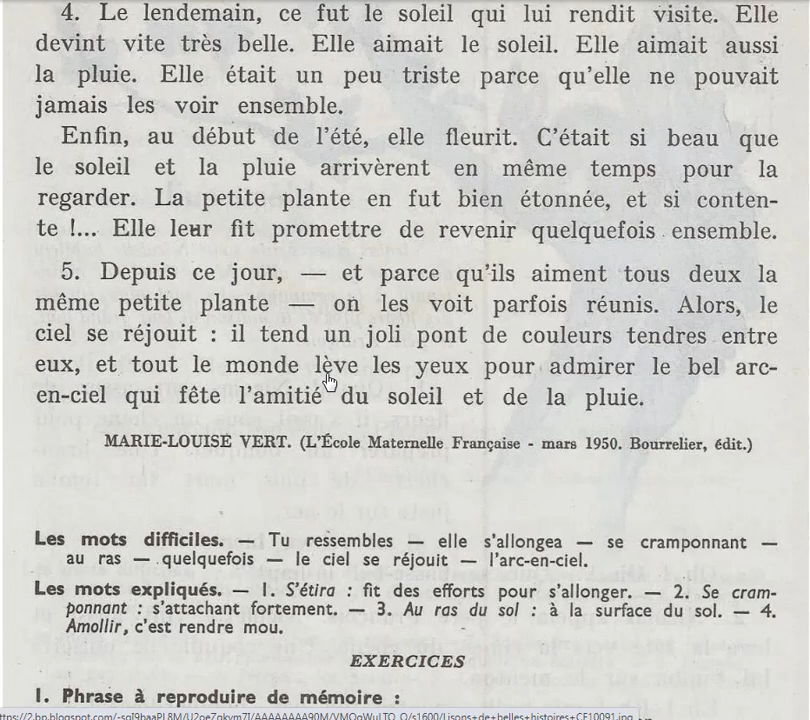 4. Le lendemain, ce fut le soleil qui lui rendit visite. Elle
devint vite très belle. Elle aimait le soleil. Elle aimait aussi
la pluie. Elle était un peu triste parce qu'elle ne pouvait
jamais les voir ensemble.
Enfin, au début de l'été, elle fleurit. C'était si beau que
le soleil et la pluie arrivèrent en même temps pour la
regarder. La petite plante en fut bien étonnée, et si conten-
te !... Elle leur fit promettre de revenir quelquefois ensemble.
5. Depuis ce jour, — et parce qu'ils aiment tous deux la
même petite plante — on les voit parfois réunis. Alors, le
ciel se réjouit : il tend un joli pont de couleurs tendres entre
eux, et tout le monde lève les yeux pour admirer le bel arc-
en-ciel qui fête l'amitié du soleil et de la pluie.
MARIE-LOUISE VERT. (L'École Maternelle Française - mars 1950. Bourrelier, édit.)
Les mots difficiles. — Tu ressembles — elle s'allongea — se cramponnant —
au ras — quelquefois — le ciel se réjouit — l'arc-en-ciel.
Les mots expliqués. — 1. S'étira : fit des efforts pour s'allonger. — 2. Se cram-
ponnant : s'attachant fortement. — 3. Au ras du sol : à la surface du sol. — 4.
Amollir, c'est rendre mou.
EXERCICES
I. Phrase à reproduire de mémoire :